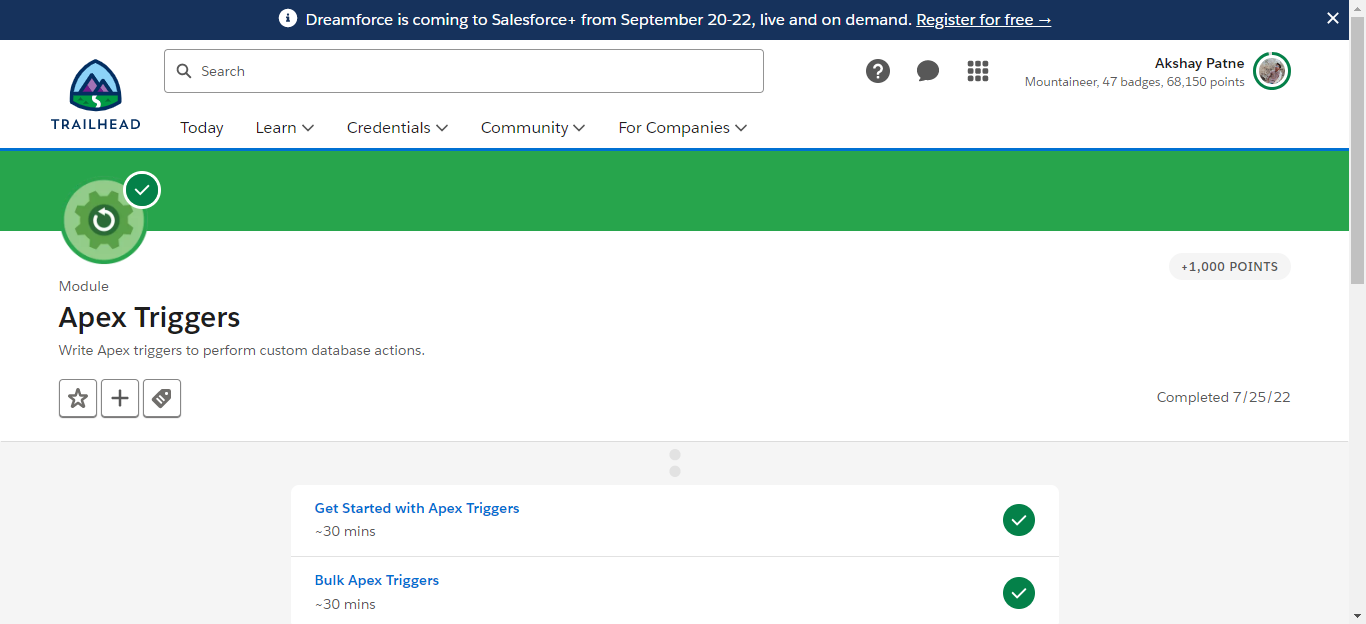 Dreamforce is coming to Salesforce+ from September 20-22, live and on demand. Register for free →
Search
Akshay Patne
Mountaineer, 47 badges, 68,150 points
TRAILHEAD
Today Learn Credentials Community For Companies
+1,000 POINTS
Module
Apex Triggers
Write Apex triggers to perform custom database actions.
Completed 7/25/22
Get Started with Apex Triggers
~30 mins
Bulk Apex Triggers
~30 mins